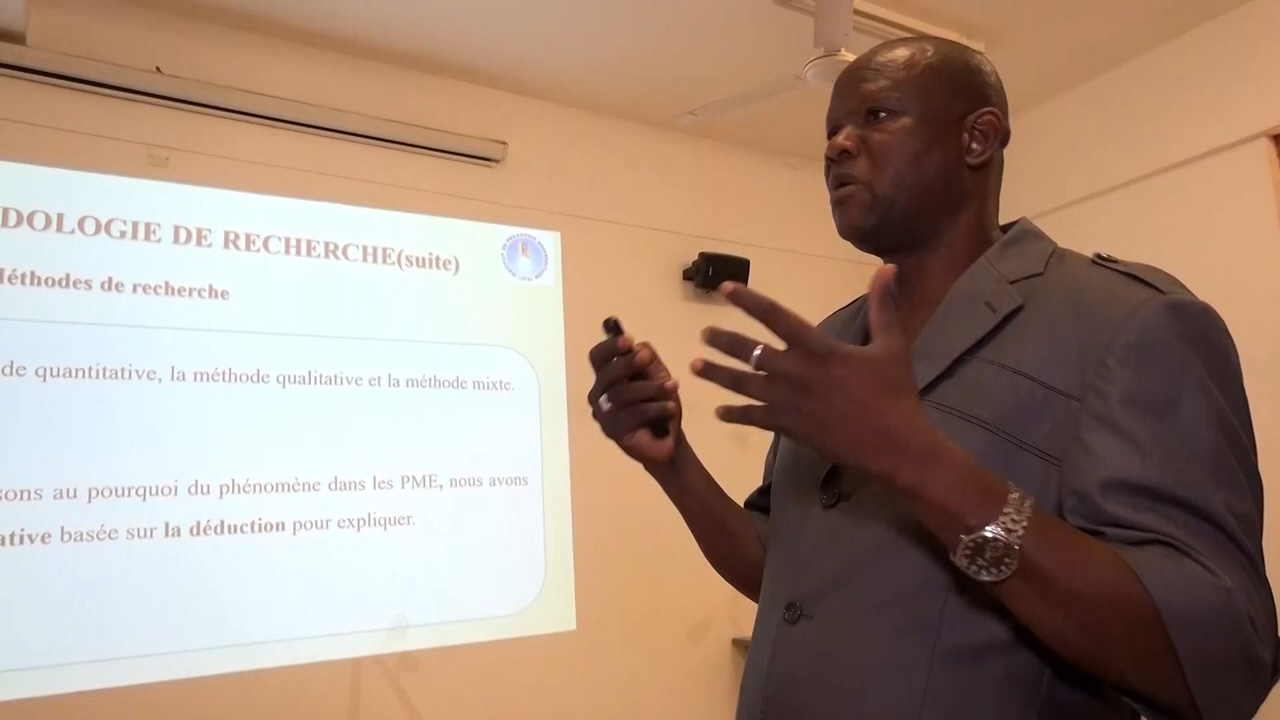 DOLOGIE DE RECHERCHE(suite)
Méthodes de recherche
de quantitative, la méthode qualitative et la méthode mixte.
sons au pourquoi du phénomène dans les PME, nous avons
ative basée sur la déduction pour expliquer.